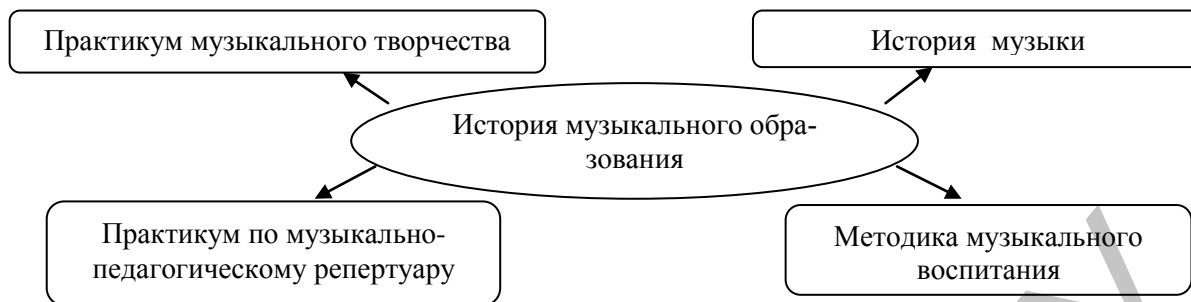 Практикум музыкального творчества
История музыки
История музыкального обра-
зования
Практикум по музыкально-
педагогическому репертуару
Методика музыкального
воспитания